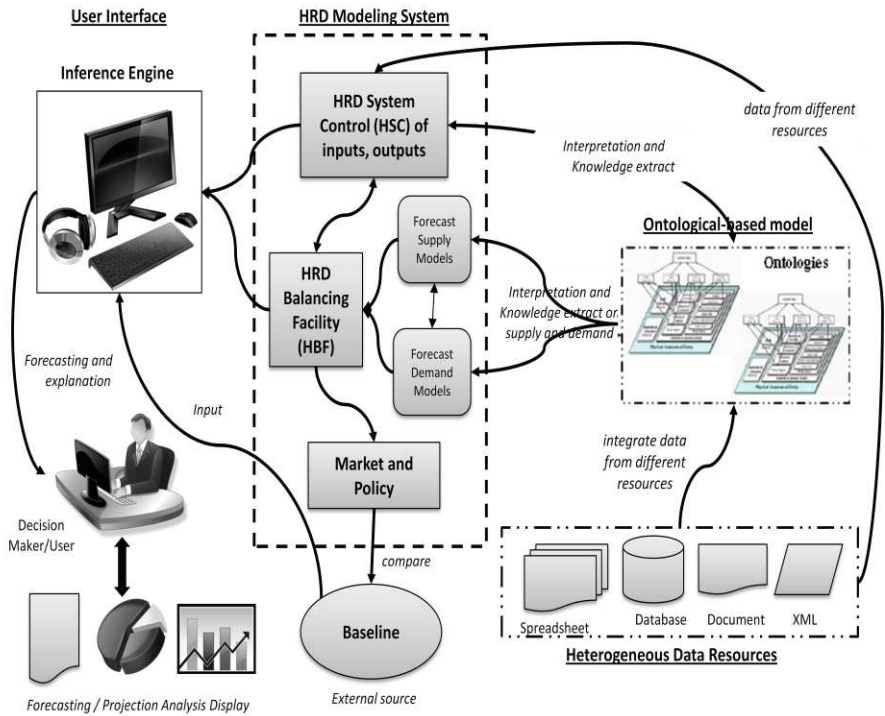 User Interface
HRD Modeling System
Inference Engine
HRD System
Control (HSC) of
inputs, outputs
data from different
resources
Interpretation and
Knowledge extract
Ontological-based model
Ontologies
Forecast
Supply
Models
HRD
Balancing
Facility
(HBF)
Interpretation and
Knowledge extract on
supply and demand
Forecast
Demand
Models
Forecasting and
explanation
Input
Market and
Policy
integrate data
from different
resources
Decision
Maker/User
compare
Baseline
External source
Spreadsheet
Database
Document
XML
Heterogeneous Data Resources
Forecasting / Projection Analysis Display